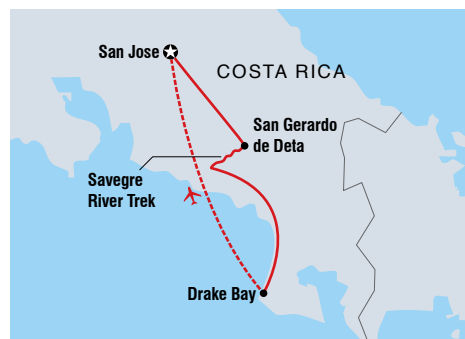 San Jose
COSTA RICA
San Gerardo
de Deta
Savegre
River Trek
Drake Bay